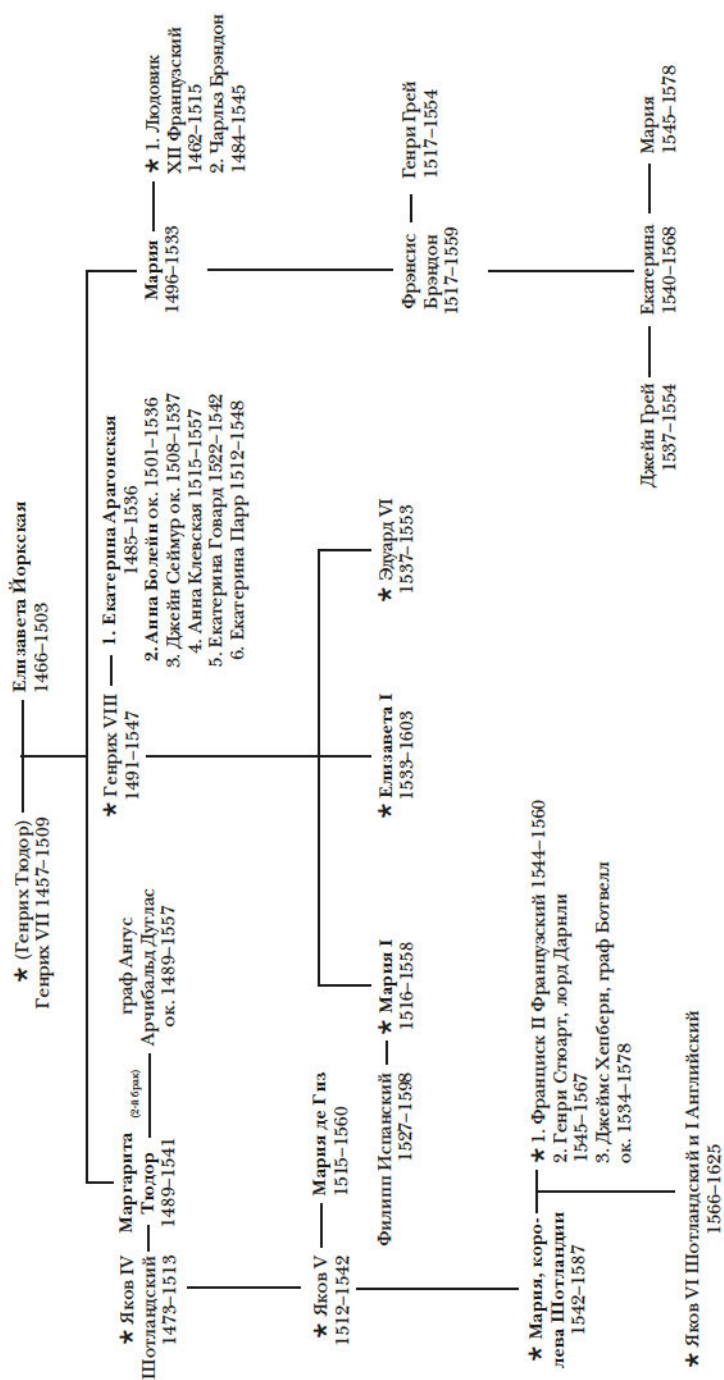 ★ (Генрих Тюдор)
Генрих VII 1457–1509
Елизавета Йоркская
1466–1503
★ Яков IV
Шотландский
1473–1513
Маргарита
Тюдор
1489–1541
(2-й брак)
граф Ангус
Арчибальд Дуглас
ок. 1489–1557
★ Генрих VIII
1491–1547
1. Екатерина Арагонская
1485–1536
2. Анна Болейн ок. 1501–1536
3. Джейн Сеймур ок. 1508–1537
4. Анна Клевская 1515–1557
5. Екатерина Говард 1522–1542
6. Екатерина Парр 1512–1548
Мария
1496–1533
★ 1. Людовик
XII Французский
1462–1515
2. Чарльз Брэндон
1484–1545
★ Яков V
1512–1542
Мария де Гиз
1515–1560
Филипп Испанский
1527–1598
★ Мария I
1516–1558
★ Елизавета I
1533–1603
★ Эдуард VI
1537–1553
Фрэнсис
Брэндон
1517–1559
Генри Грей
1517–1554
★ Мария, коро-
лева Шотландии
1542–1587
★ 1. Франциск II Французский 1544–1560
2. Генри Стюарт, лорд Дарнли
1545–1567
3. Джеймс Хепберн, граф Ботвелл
ок. 1534–1578
Джейн Грей
1537–1554
Екатерина
1540–1568
Мария
1545–1578
★ Яков VI Шотландский и I Английский
1566–1625